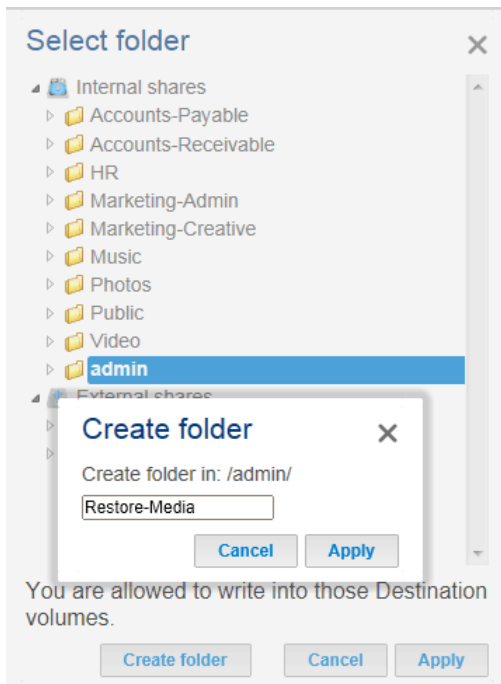 Select folder
Internal shares
Accounts-Payable
Accounts-Receivable
HR
Marketing-Admin
Marketing-Creative
Music
Photos
Public
Video
admin
External shares
Create folder
Create folder in: /admin/
Restore-Media
Cancel Apply
You are allowed to write into those Destination
volumes.
Create folder Cancel Apply